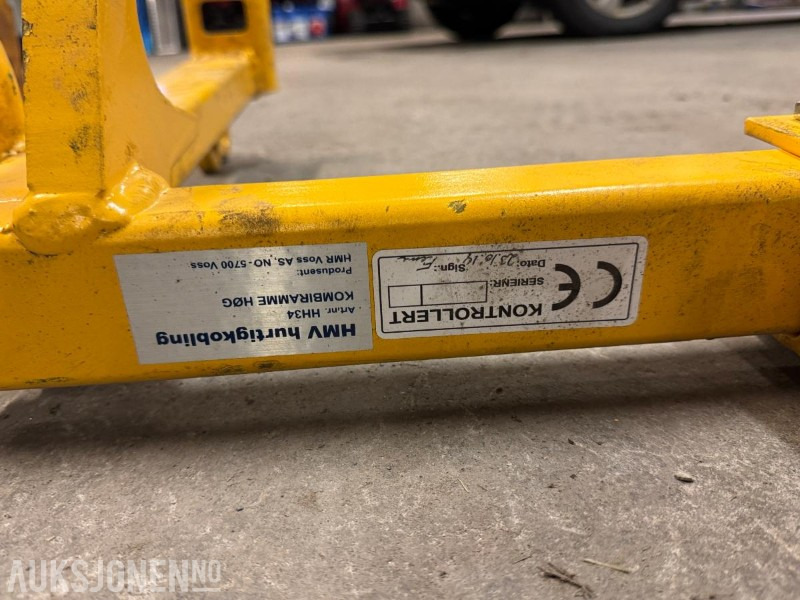 HMV hurtigkobling
Art.nr. HH34
KOMBIRAMME HØG
Produsent:
HMR Voss AS, NO - 5700 Voss
KONTROLLERT
CE
SERIENR:
Dato: Sign.:
AUKSJONEN.NO